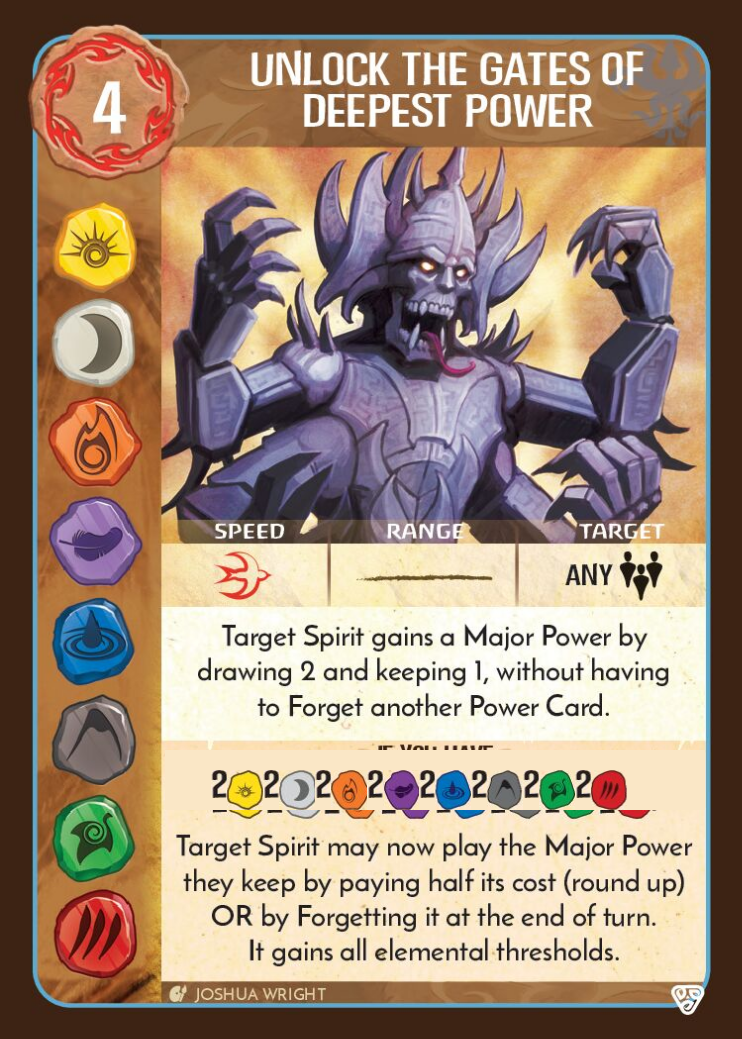 4
UNLOCK THE GATES OF
DEEPEST POWER
SPEED RANGE TARGET
ANY
Target Spirit gains a Major Power by
drawing 2 and keeping 1, without having
to Forget another Power Card.
IF YOU HAVE
2 2 2 2 2 2 2 2
Target Spirit may now play the Major Power
they keep by paying half its cost (round up)
OR by Forgetting it at the end of turn.
It gains all elemental thresholds.
JOSHUA WRIGHT